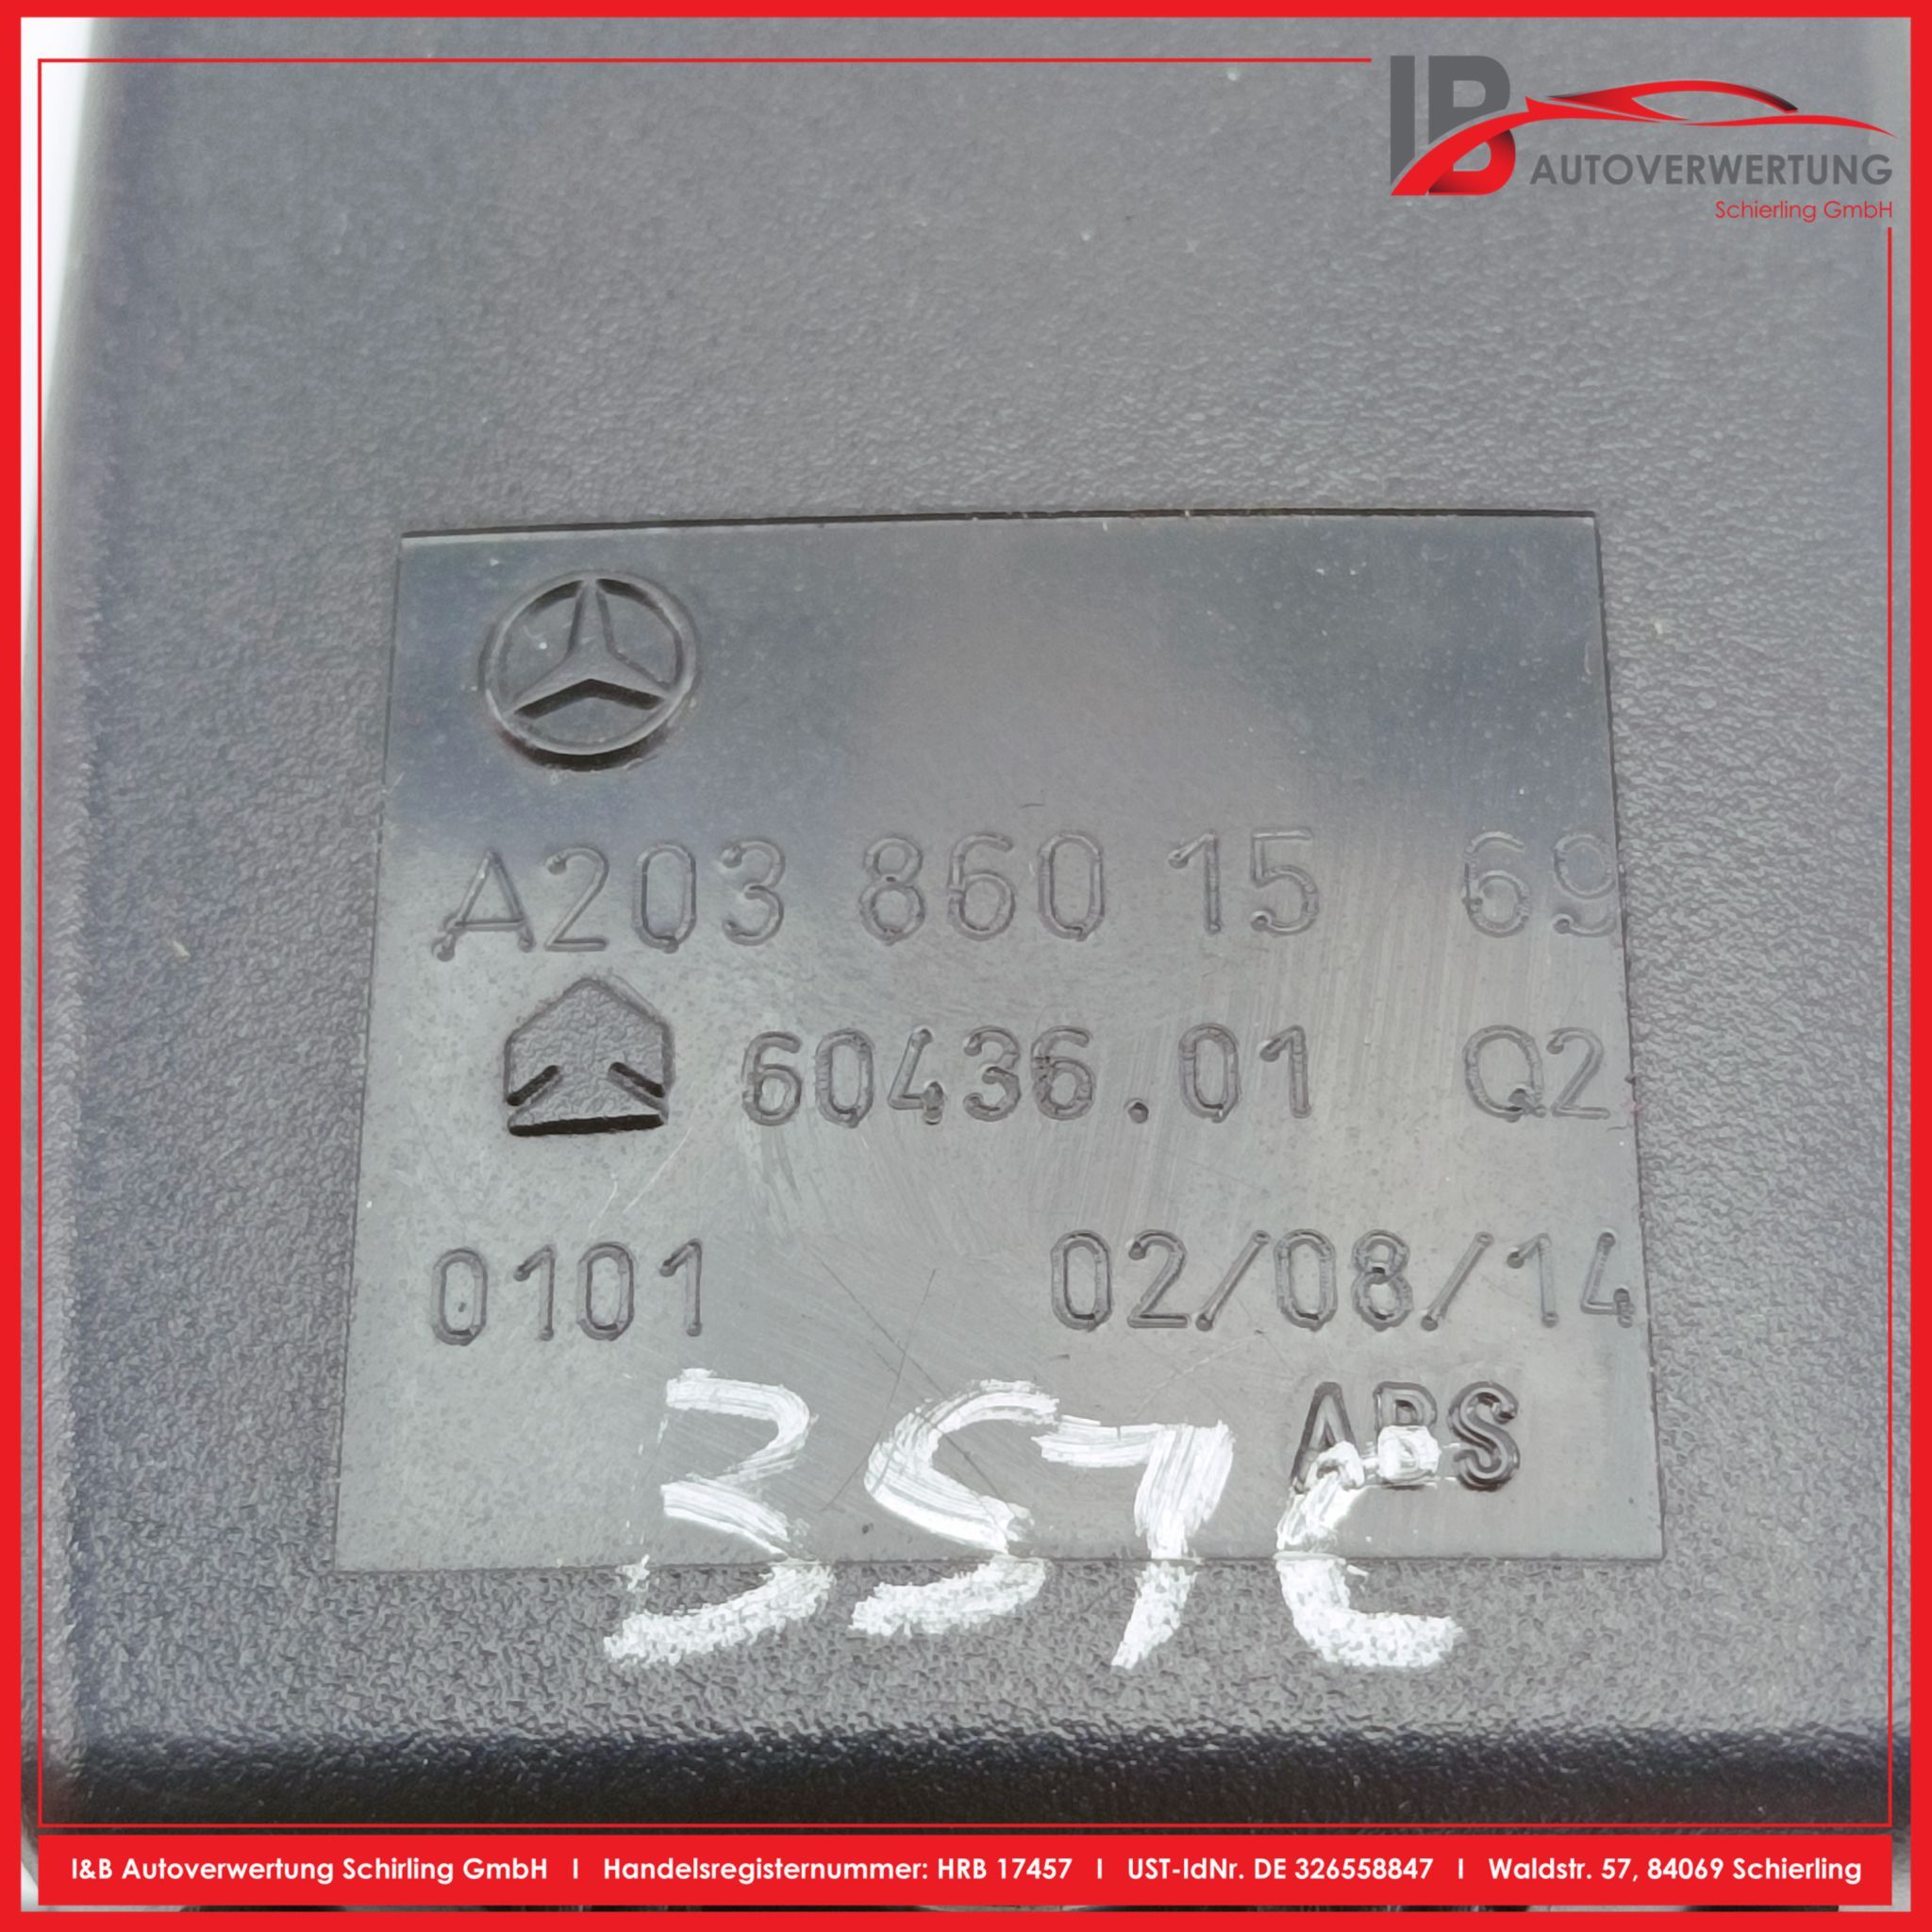 IB
AUTOVERWERTUNG
Schierling GmbH
A203 860 15 69
60436.01 Q2
0101 02/08/14
ABS
I&B Autoverwertung Schirling GmbH I Handelsregisternummer: HRB 17457 I UST-IdNr. DE 326558847 I Waldstr. 57, 84069 Schierling